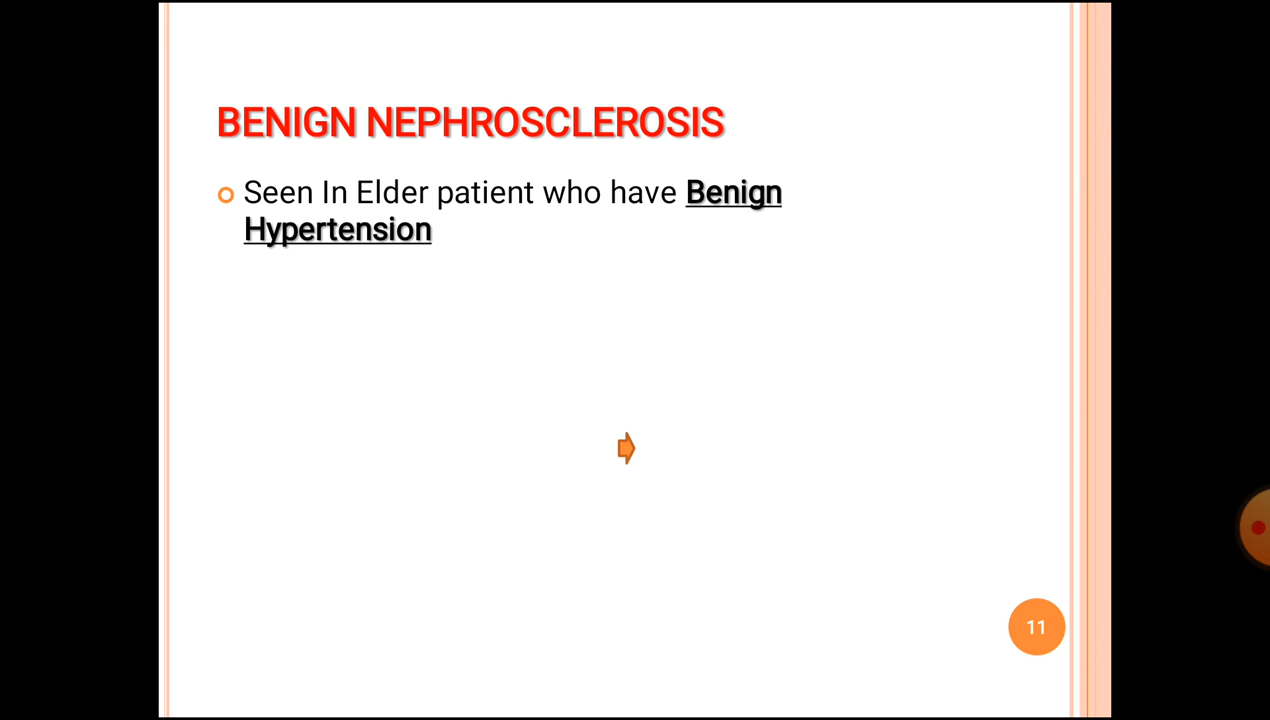 BENIGN NEPHROSCLEROSIS
Seen In Elder patient who have Benign
Hypertension
11